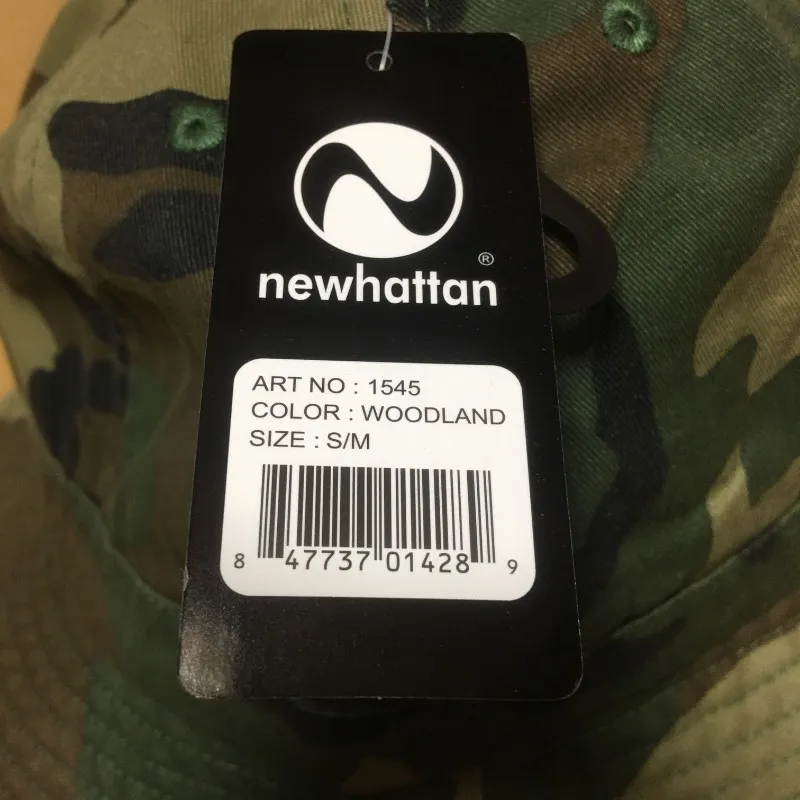 ®
newhattan
ART NO : 1545
COLOR : WOODLAND
SIZE : S/M
8 47737 01428 9